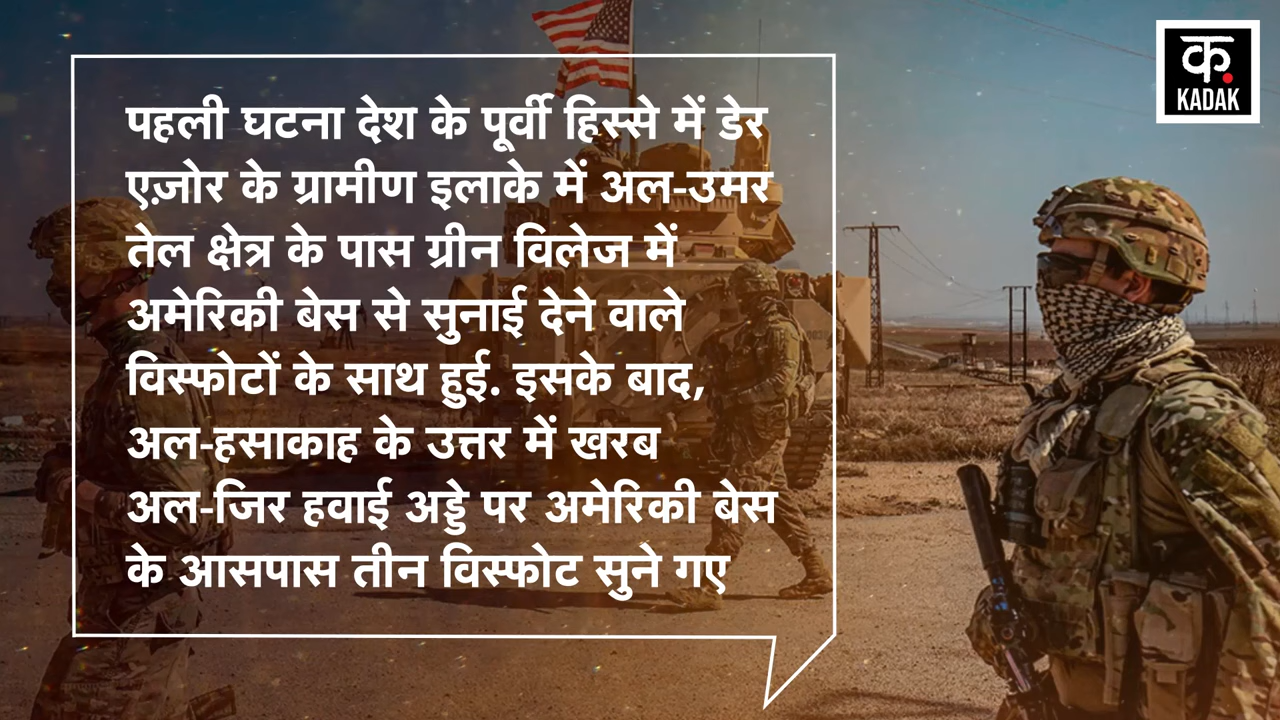 पहली घटना देश के पूर्वी हिस्से में डेर
एज़ोर के ग्रामीण इलाके में अल-उमर
तेल क्षेत्र के पास ग्रीन विलेज में
अमेरिकी बेस से सुनाई देने वाले
विस्फोटों के साथ हुई. इसके बाद,
अल-हसाकाह के उत्तर में खरब
अल-जिर हवाई अड्डे पर अमेरिकी बेस
के आसपास तीन विस्फोट सुने गए
क.
KADAK